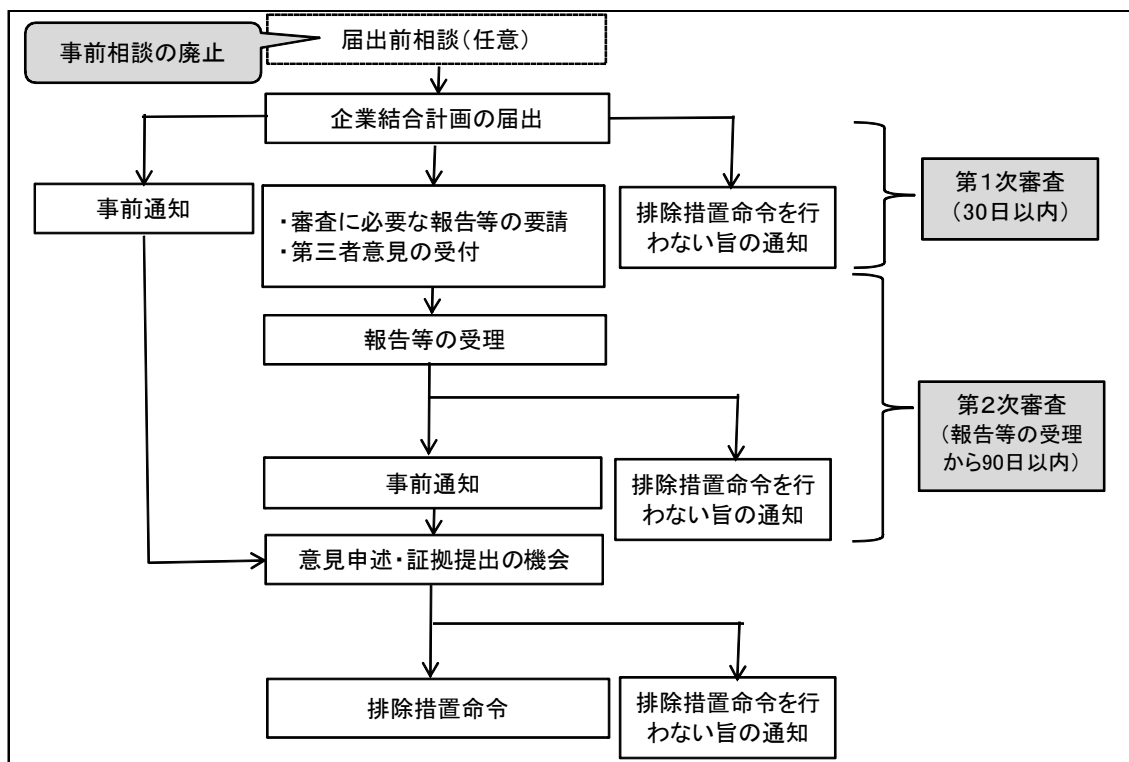 事前相談の廃止
届出前相談（任意）
企業結合計画の届出
事前通知
・審査に必要な報告等の要請
・第三者意見の受付
排除措置命令を行
わない旨の通知
第１次審査
（30日以内）
報告等の受理
事前通知
排除措置命令を行
わない旨の通知
第２次審査
（報告等の受理
から90日以内）
意見申述・証拠提出の機会
排除措置命令
排除措置命令を行
わない旨の通知